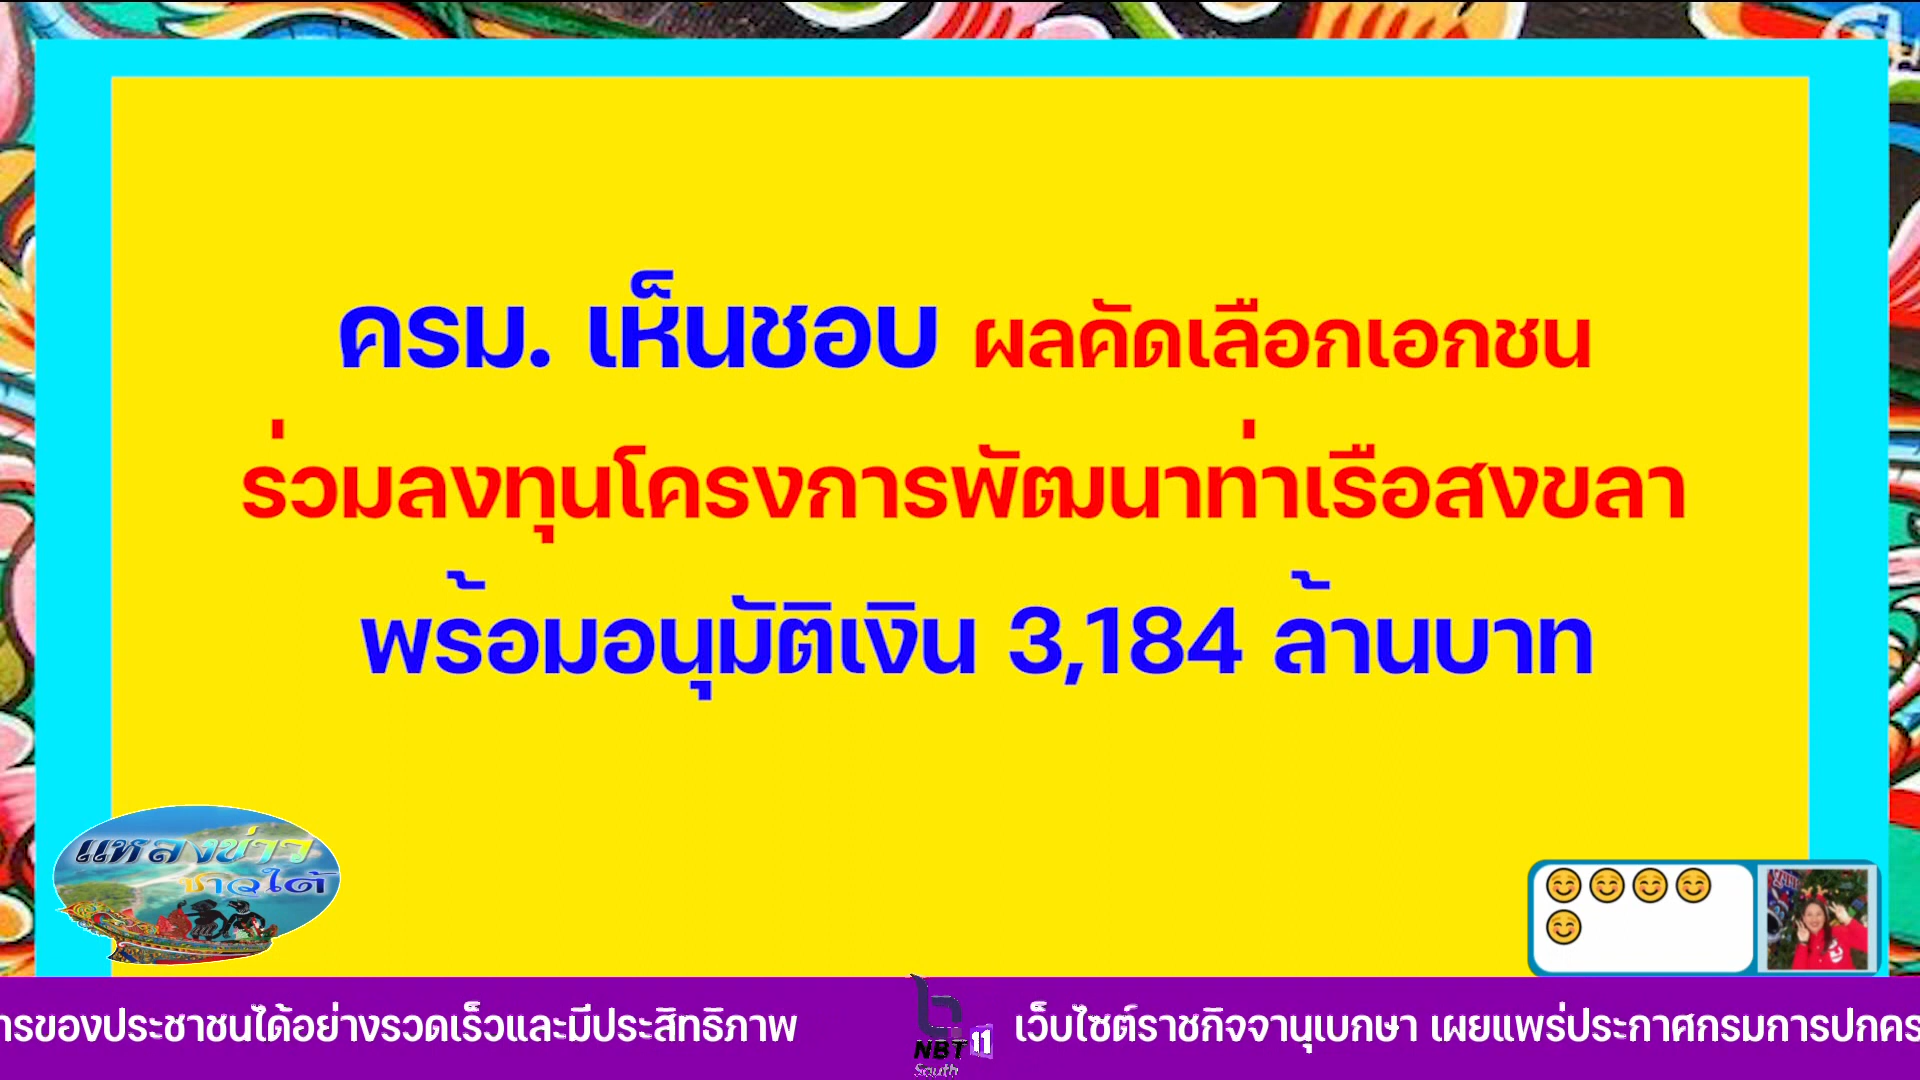 ครม. เห็นชอบ ผลคัดเลือกเอกชน
ร่วมลงทุนโครงการพัฒนาท่าเรือสงขลา
พร้อมอนุมัติเงิน 3,184 ล้านบาท
แหลงข่าว
ชาวใต้
ารของประชาชนได้อย่างรวดเร็วและมีประสิทธิภาพ
NBT 11
South
เว็บไซต์ราชกิจจานุเบกษา เผยแพร่ประกาศกรมการปกคร